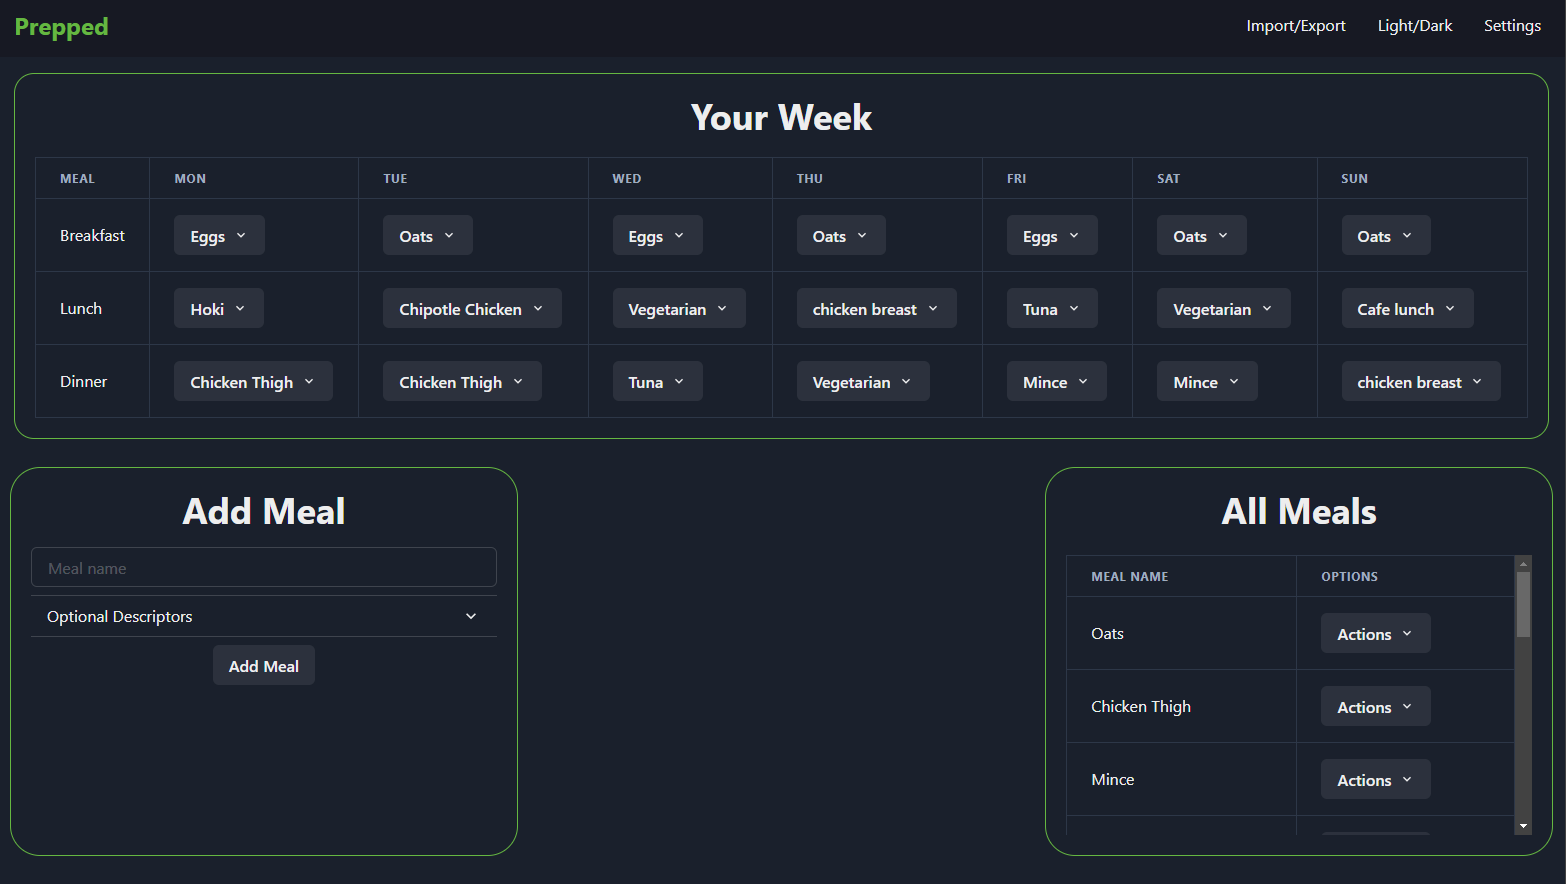 Prepped Import/Export Light/Dark Settings
Your Week
MEAL MON TUE WED THU FRI SAT SUN
Breakfast Eggs Oats Eggs Oats Eggs Oats Oats
Lunch Hoki Chipotle Chicken Vegetarian chicken breast Tuna Vegetarian Cafe lunch
Dinner Chicken Thigh Chicken Thigh Tuna Vegetarian Mince Mince chicken breast
Add Meal
Meal name
Optional Descriptors
Add Meal
All Meals
MEAL NAME OPTIONS
Oats Actions
Chicken Thigh Actions
Mince Actions